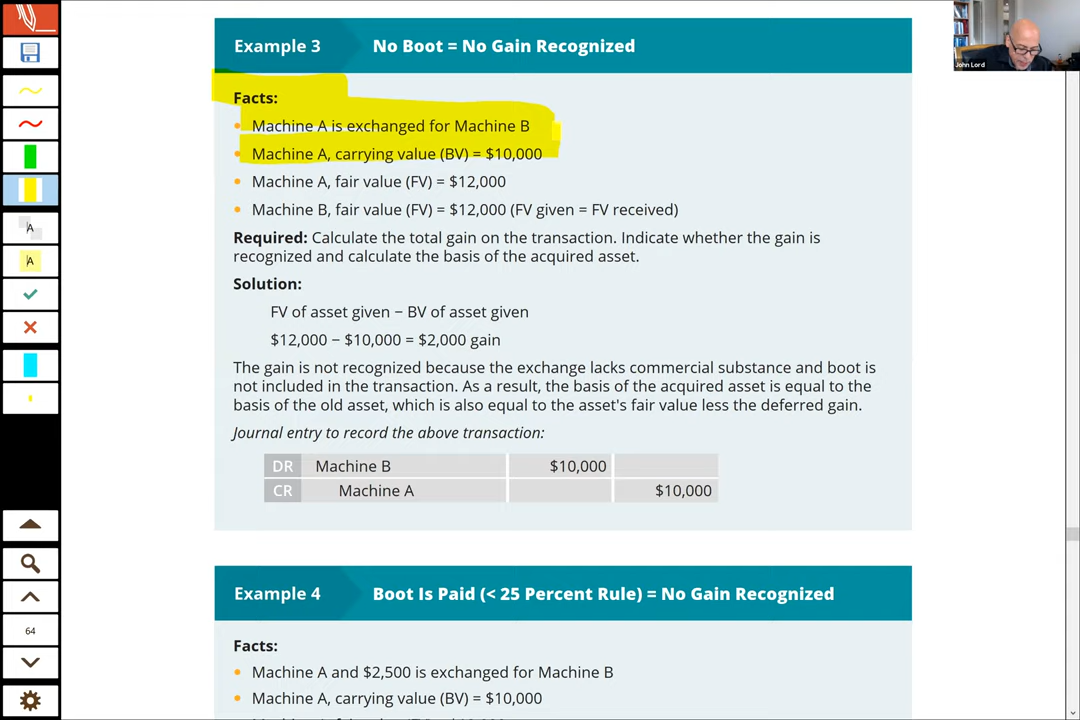 Example 3 No Boot = No Gain Recognized
John Lord
Facts:
• Machine A is exchanged for Machine B
• Machine A, carrying value (BV) = $10,000
• Machine A, fair value (FV) = $12,000
• Machine B, fair value (FV) = $12,000 (FV given = FV received)
Required: Calculate the total gain on the transaction. Indicate whether the gain is
recognized and calculate the basis of the acquired asset.
Solution:
FV of asset given − BV of asset given
$12,000 − $10,000 = $2,000 gain
The gain is not recognized because the exchange lacks commercial substance and boot is
not included in the transaction. As a result, the basis of the acquired asset is equal to the
basis of the old asset, which is also equal to the asset's fair value less the deferred gain.
Journal entry to record the above transaction:
DR Machine B $10,000
CR Machine A $10,000
Example 4 Boot Is Paid (< 25 Percent Rule) = No Gain Recognized
Facts:
• Machine A and $2,500 is exchanged for Machine B
• Machine A, carrying value (BV) = $10,000
A
A
64